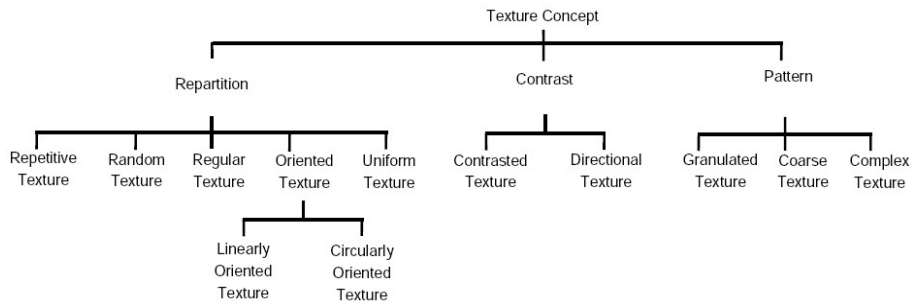 Texture Concept
Repartition
Contrast
Pattern
Repetitive
Texture
Random
Texture
Regular
Texture
Oriented
Texture
Uniform
Texture
Contrasted
Texture
Directional
Texture
Granulated
Texture
Coarse
Texture
Complex
Texture
Linearly
Oriented
Texture
Circularly
Oriented
Texture